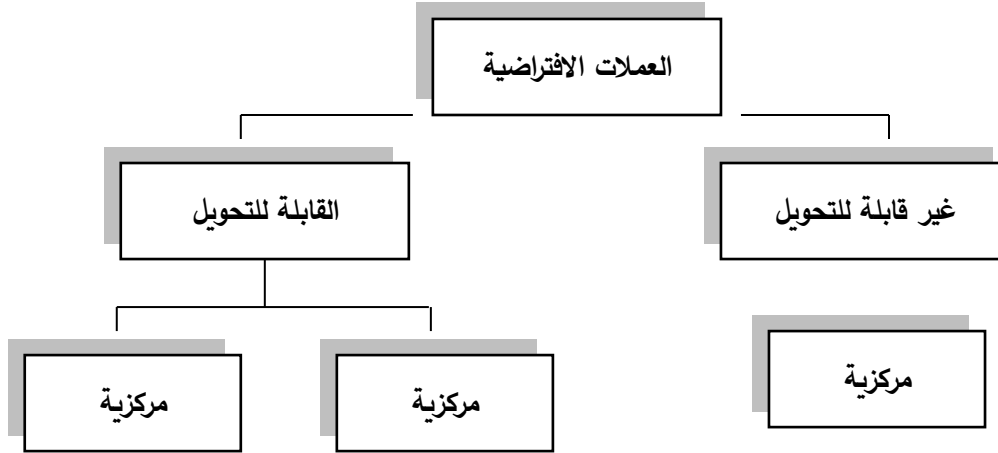 العملات الافتراضية
غير قابلة للتحويل
القابلة للتحويل
مركزية
مركزية
مركزية